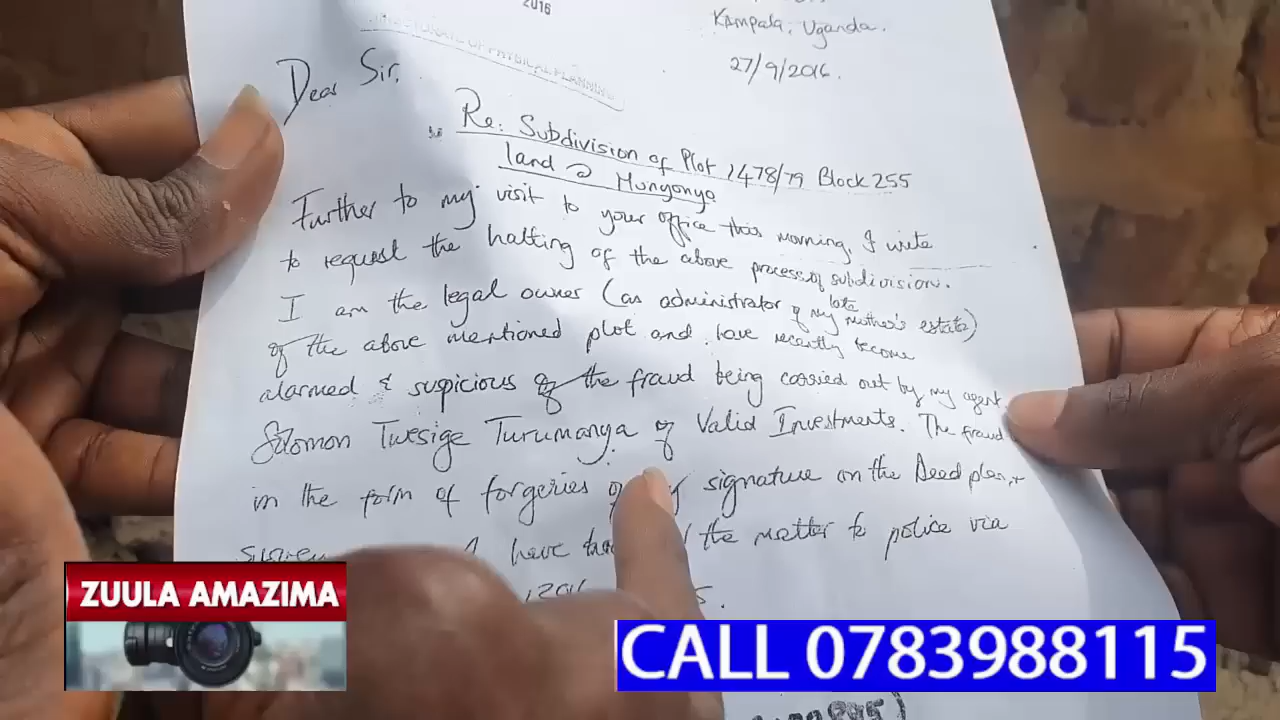 2016
Kampala, Uganda.
27/9/2016.
OF PHYSICAL PLANNING
Dear Sir,
Re: Subdivision of Plot 1478/79 Block 255
land @ Munyonyo
Further to my visit to your office this morning, I write
to request the halting of the above process of subdivision.
I am the legal owner (as administrator of my late mother's estate)
of the above mentioned plot and have recently become
alarmed & suspicious of the fraud being carried out by my agent
Solomon Twesige Turumanya of Valid Investments. The fraud
in the form of forgeries signature on the Deed plan
I have the matter to police via
ZUULA AMAZIMA
CALL 0783988115